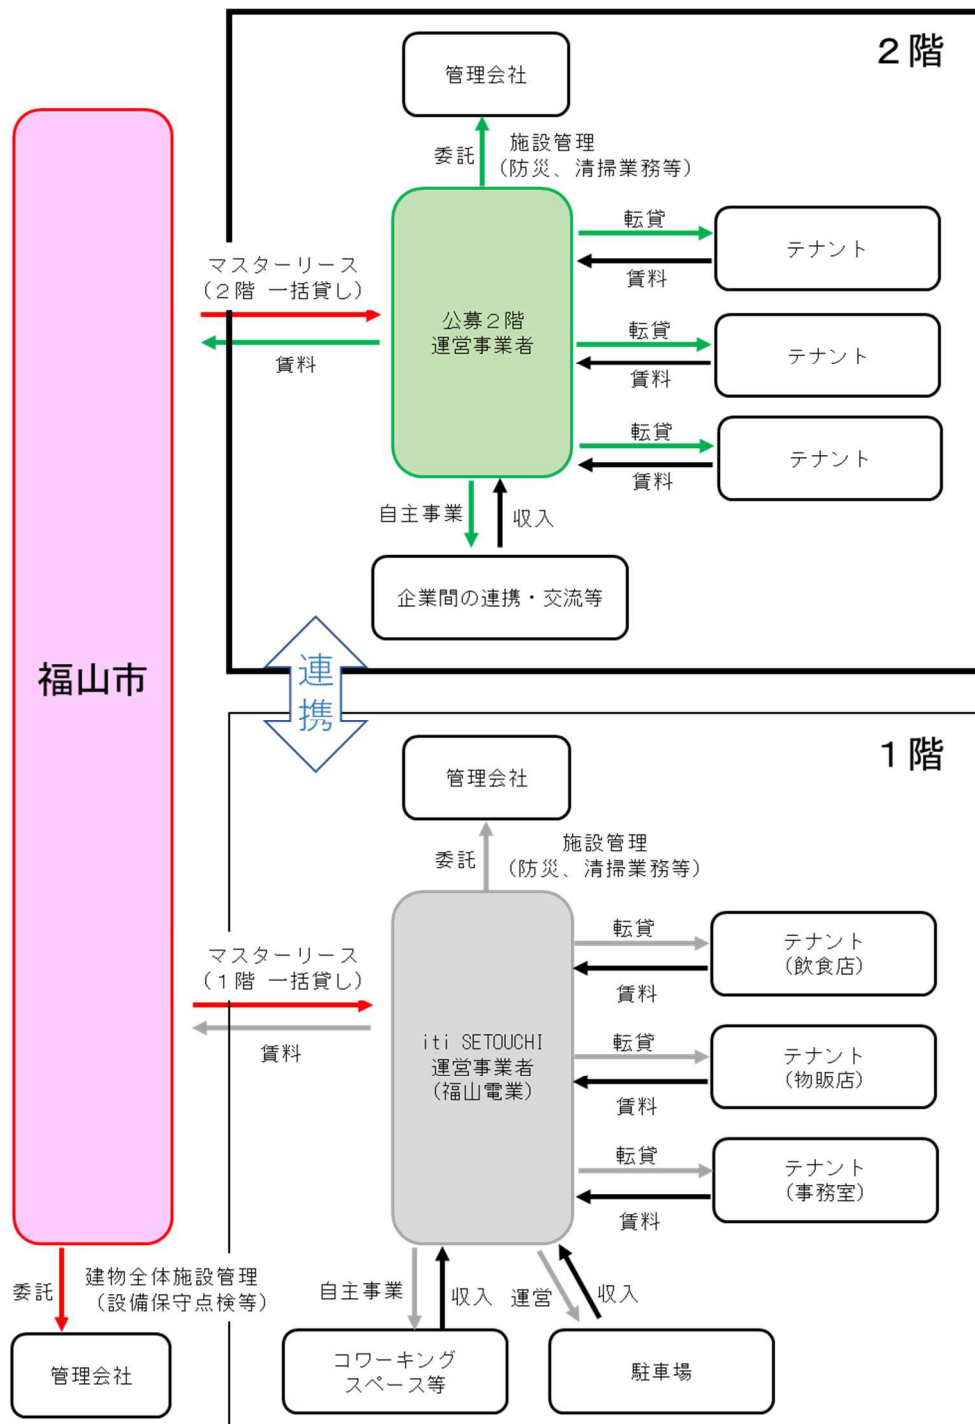 ２階
管理会社
委託
施設管理
(防災、清掃業務等)
公募２階
運営事業者
マスターリース
(２階 一括貸し)
賃料
転貸
賃料
テナント
転貸
賃料
テナント
転貸
賃料
テナント
自主事業
収入
企業間の連携・交流等
福山市
連
携
１階
管理会社
委託
施設管理
(防災、清掃業務等)
マスターリース
(１階 一括貸し)
賃料
iti SETOUCHI
運営事業者
(福山電業)
転貸
賃料
テナント
(飲食店)
転貸
賃料
テナント
(物販店)
転貸
賃料
テナント
(事務室)
委託
建物全体施設管理
(設備保守点検等)
管理会社
自主事業
収入
コワーキング
スペース等
運営
収入
駐車場